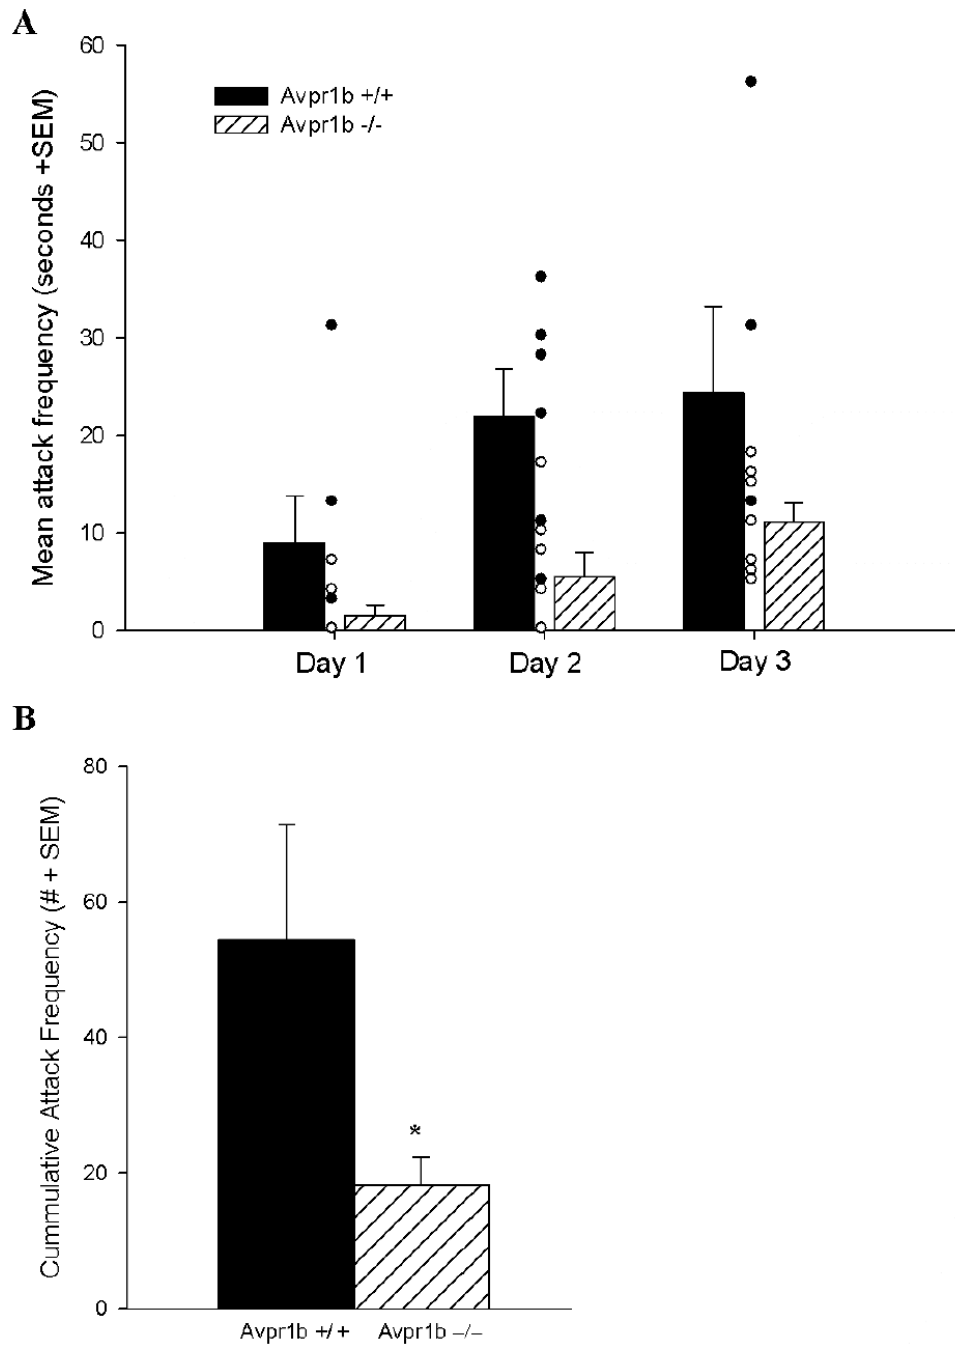 A
60
Avpr1b +/+
Avpr1b -/-
50
40
30
20
10
0
Mean attack frequency (seconds +SEM)
Day 1 Day 2 Day 3
B
80
60
40
*
20
0
Cummulative Attack Frequency (# + SEM)
Avpr1b +/+ Avpr1b –/–